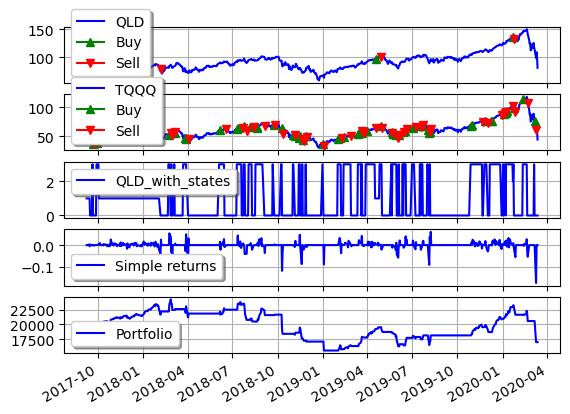 QLD
Buy
Sell
150
100
TQQQ
Buy
Sell
100
50
QLD_with_states
2
0
Simple returns
0.0
−0.1
Portfolio
22500
20000
17500
2017-10
2018-01
2018-04
2018-07
2018-10
2019-01
2019-04
2019-07
2019-10
2020-01
2020-04